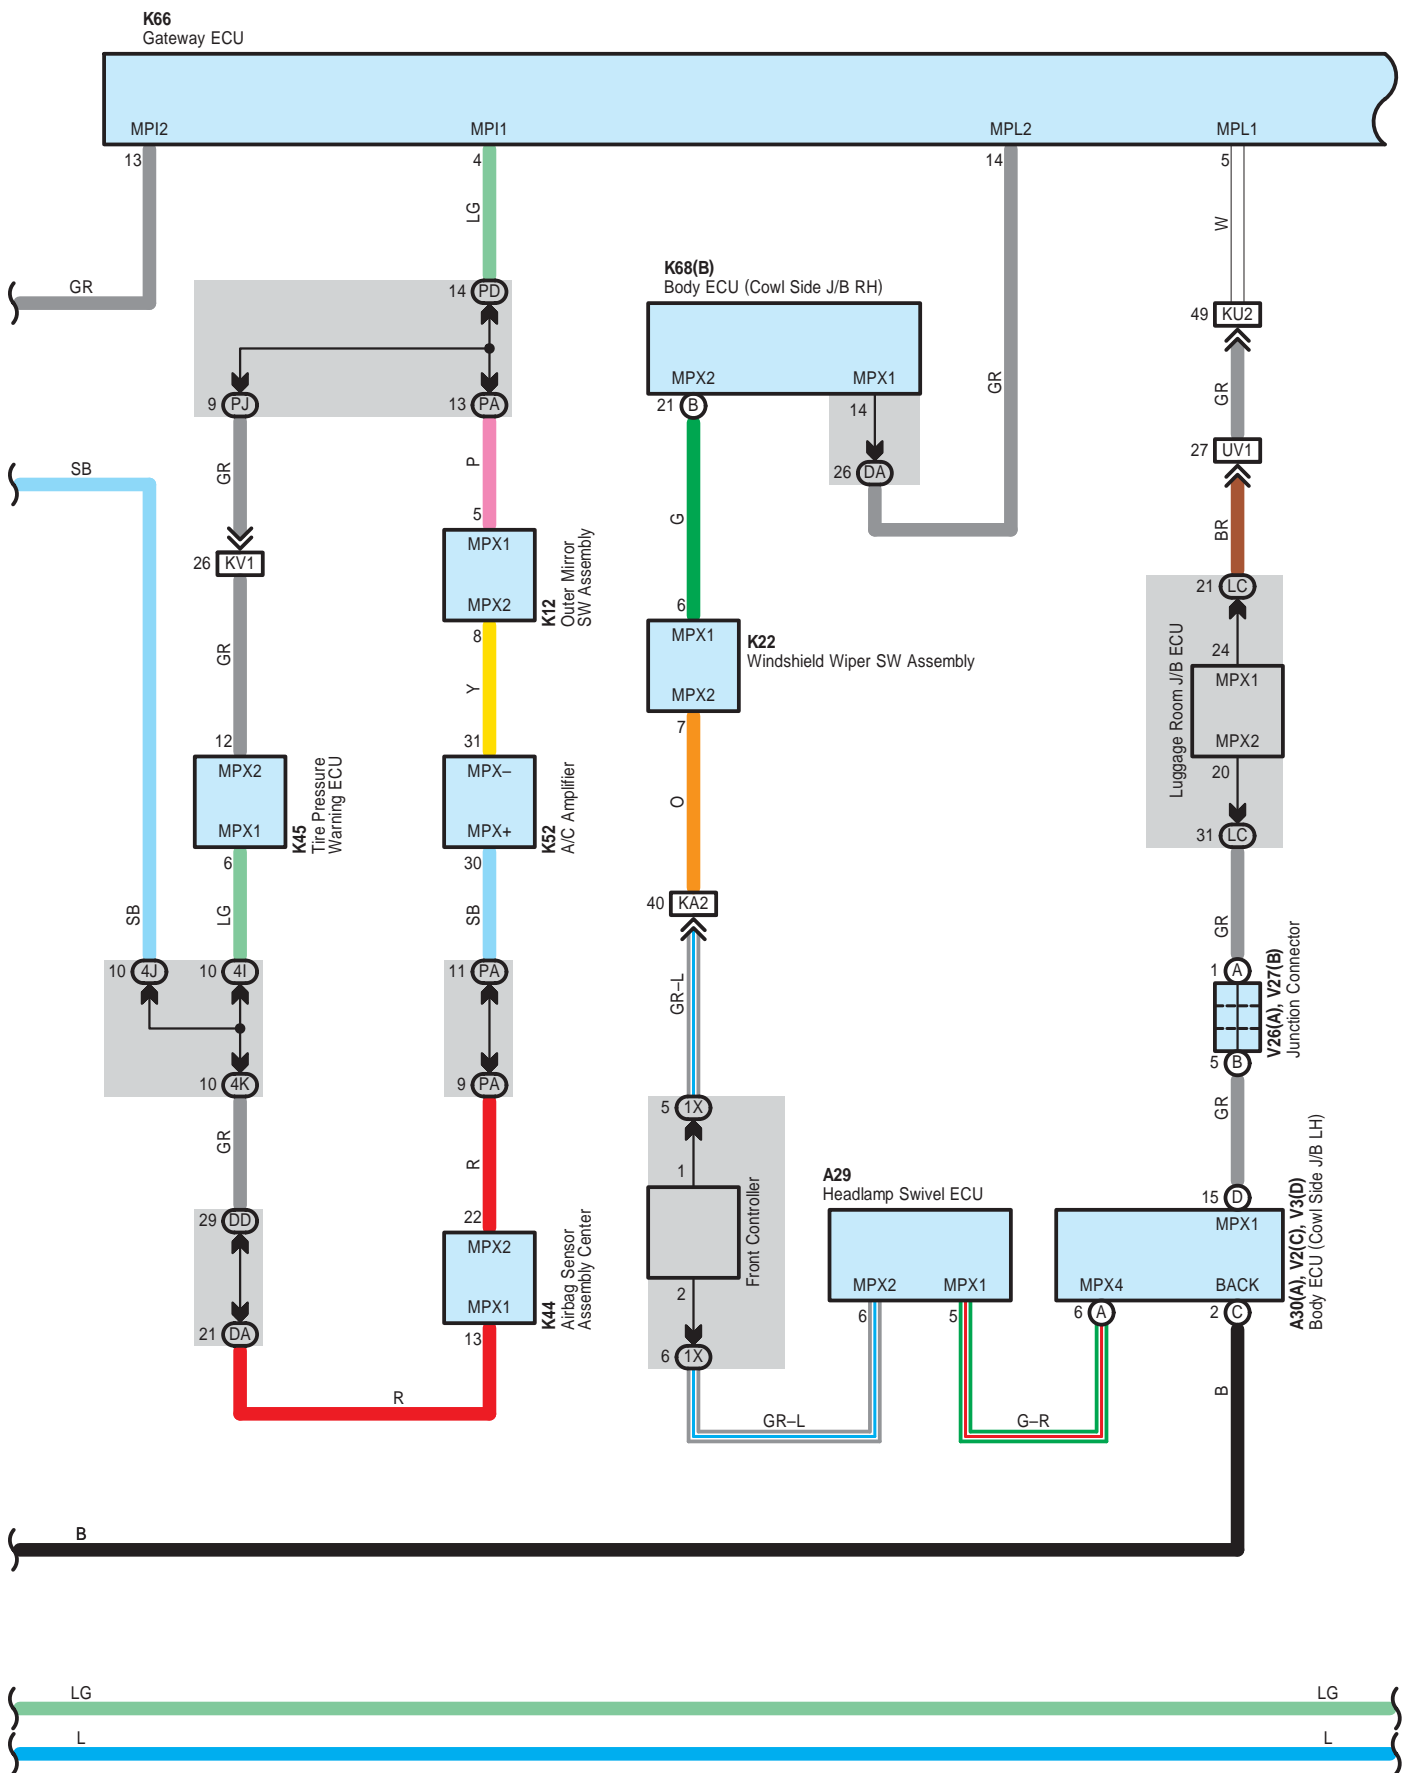 K66
Gateway ECU
MPI2
MPI1
MPL2
MPL1
13
4
14
5
LG
W
GR
K68(B)
Body ECU (Cowl Side J/B RH)
14 PD
49 KU2
MPX2
MPX1
GR
GR
9 PJ
13 PA
21 B
14
27 UV1
SB
GR
P
26 DA
5
G
BR
MPX1
26 KV1
K12
Outer Mirror
SW Assembly
21 LC
MPX2
6
8
MPX1
K22
Windshield Wiper SW Assembly
24
GR
Y
MPX1
Luggage Room J/B ECU
MPX2
7
12
31
MPX2
MPX–
MPX2
20
O
K45
Tire Pressure
Warning ECU
K52
A/C Amplifier
MPX1
MPX+
31 LC
6
30
40 KA2
SB
LG
SB
GR
10 4J
10 4I
11 PA
1 A
GR–L
V26(A), V27(B)
Junction Connector
10 4K
9 PA
5 B
5 1X
GR
GR
R
1
A29
Headlamp Swivel ECU
15 D
29 DD
22
MPX1
MPX2
Front Controller
A30(A), V2(C), V3(D)
Body ECU (Cowl Side J/B LH)
MPX2
MPX1
MPX4
BACK
2
K44
Airbag Sensor
Assembly Center
MPX1
6
5
6 A
2 C
21 DA
13
6 1X
R
GR–L
G–R
B
B
LG
LG
L
L